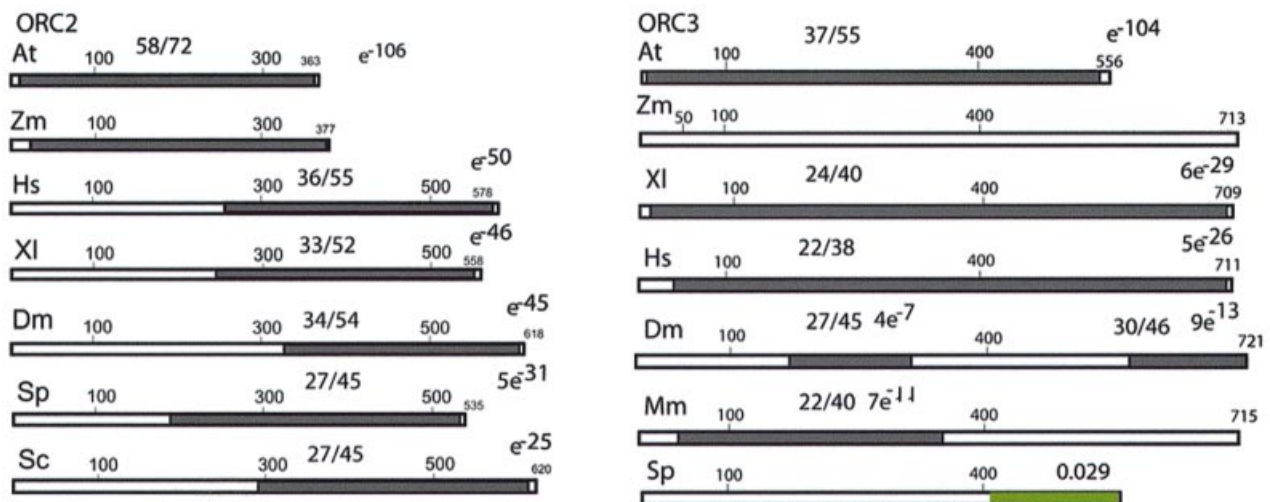 ORC2
At 100 58/72 300 363 e-106
Zm 100 300 377
Hs 100 300 36/55 500 578 e-50
Xl 100 300 33/52 500 558 e-46
Dm 100 300 34/54 500 618 e-45
Sp 100 300 27/45 500 535 5e-31
Sc 100 300 27/45 500 620 e-25
ORC3
At 100 37/55 400 556 e-104
Zm 50 100 400 713
Xl 100 24/40 400 709 6e-29
Hs 100 22/38 400 711 5e-26
Dm 100 27/45 4e-7 400 30/46 9e-13 721
Mm 100 22/40 7e-11 400 715
Sp 100 400 0.029